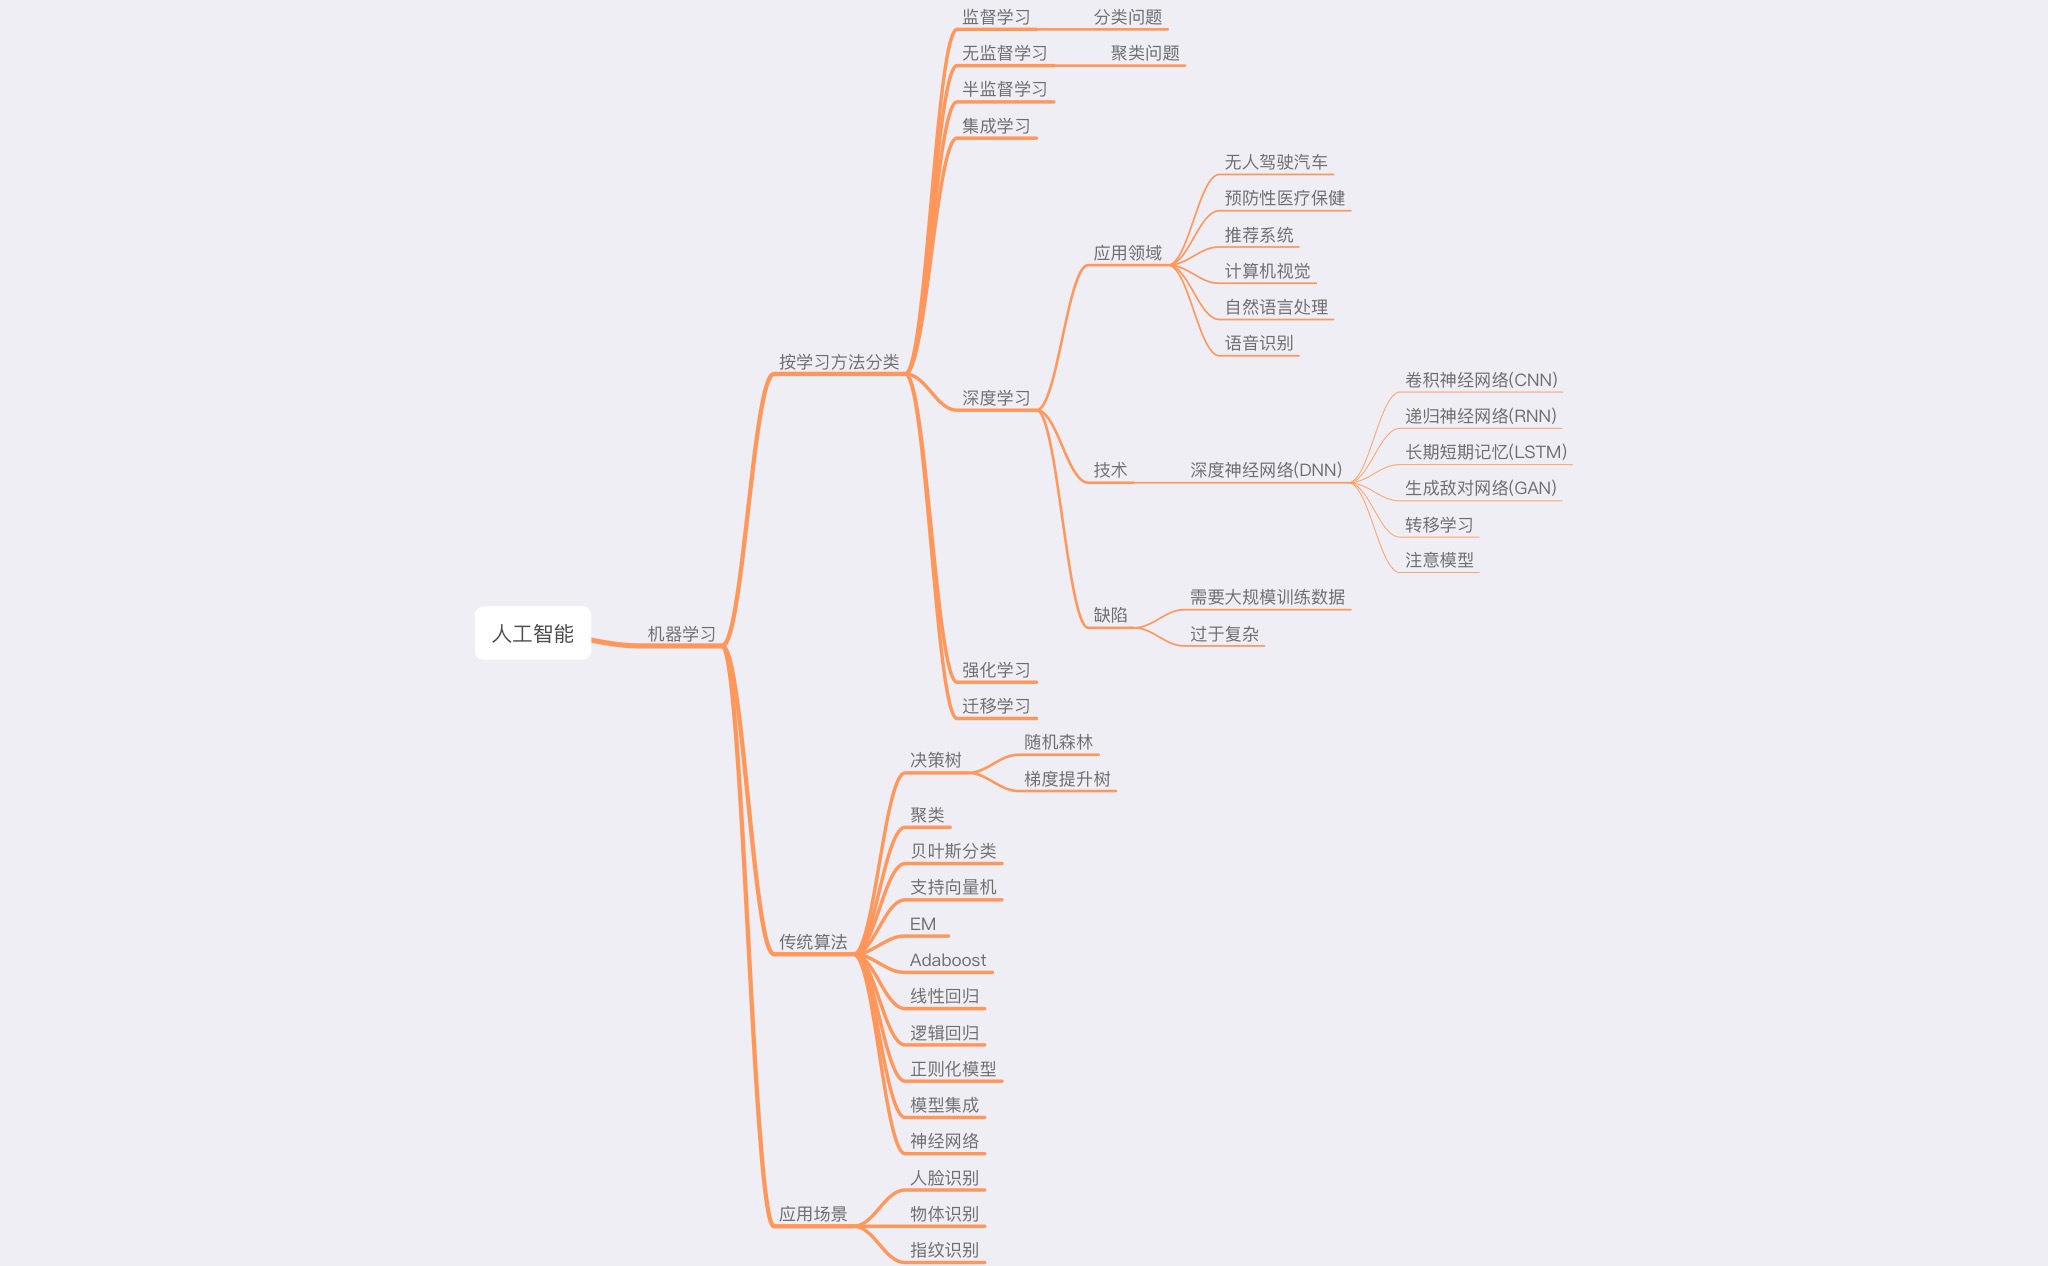 人工智能
机器学习
按学习方法分类
监督学习
分类问题
无监督学习
聚类问题
半监督学习
集成学习
深度学习
应用领域
无人驾驶汽车
预防性医疗保健
推荐系统
计算机视觉
自然语言处理
语音识别
技术
深度神经网络(DNN)
卷积神经网络(CNN)
递归神经网络(RNN)
长期短期记忆(LSTM)
生成敌对网络(GAN)
转移学习
注意模型
缺陷
需要大规模训练数据
过于复杂
强化学习
迁移学习
传统算法
决策树
随机森林
梯度提升树
聚类
贝叶斯分类
支持向量机
EM
Adaboost
线性回归
逻辑回归
正则化模型
模型集成
神经网络
应用场景
人脸识别
物体识别
指纹识别